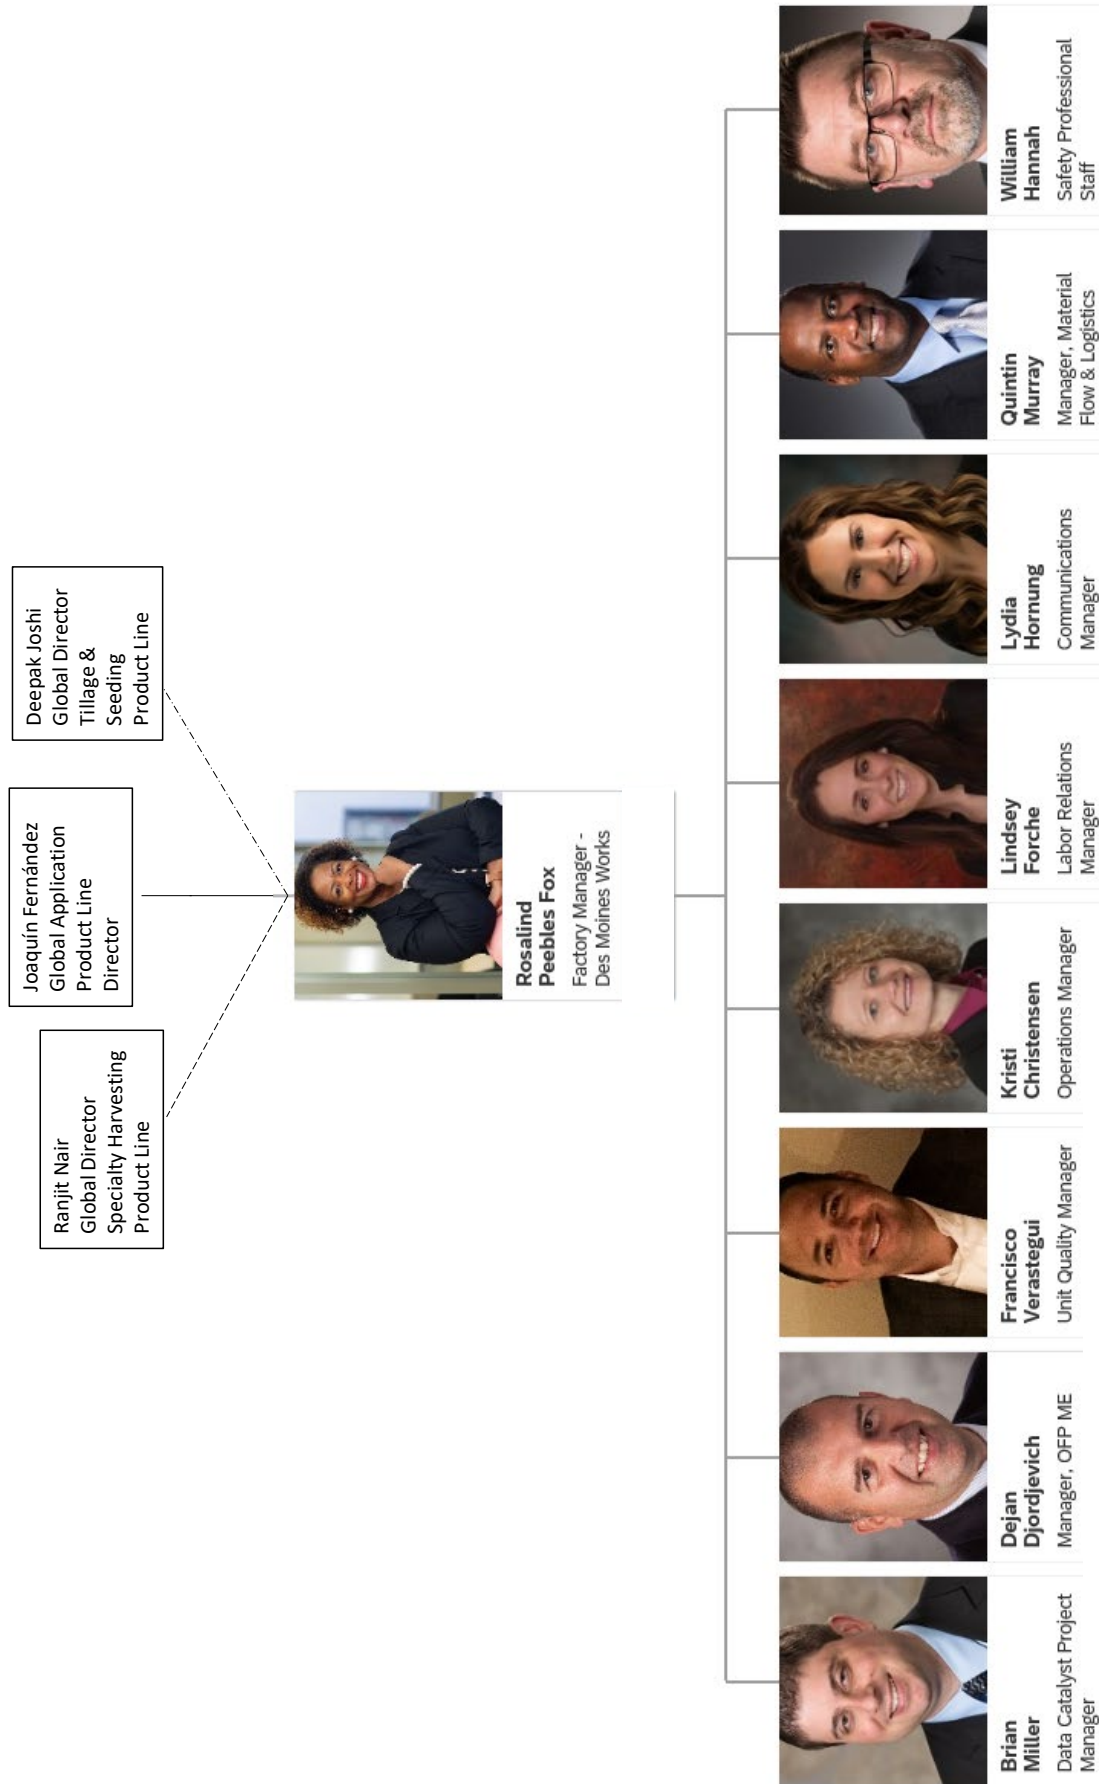 Ranjit Nair
Global Director
Specialty Harvesting
Product Line
Joaquín Fernández
Global Application
Product Line
Director
Deepak Joshi
Global Director
Tillage &
Seeding
Product Line
Rosalind
Peebles Fox
Factory Manager -
Des Moines Works
Brian
Miller
Data Catalyst Project
Manager
Dejan
Djordjevich
Manager, OFP ME
Francisco
Verastegui
Unit Quality Manager
Kristi
Christensen
Operations Manager
Lindsey
Forche
Labor Relations
Manager
Lydia
Hornung
Communications
Manager
Quintin
Murray
Manager, Material
Flow & Logistics
William
Hannah
Safety Professional
Staff